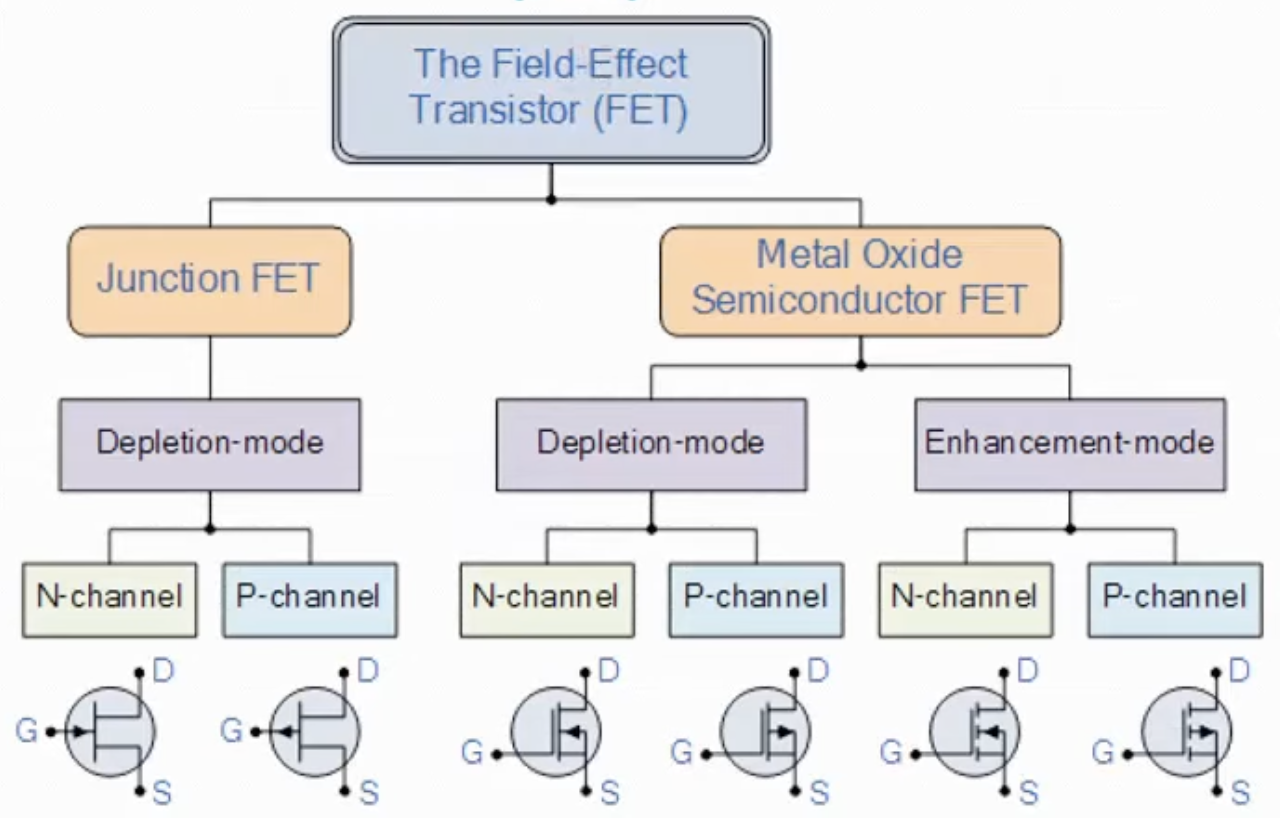 The Field-Effect
Transistor (FET)
Junction FET
Metal Oxide
Semiconductor FET
Depletion-mode
Depletion-mode
Enhancement-mode
N-channel
P-channel
N-channel
P-channel
N-channel
P-channel
D
G
S
D
G
S
D
G
S
D
G
S
D
G
S
D
G
S